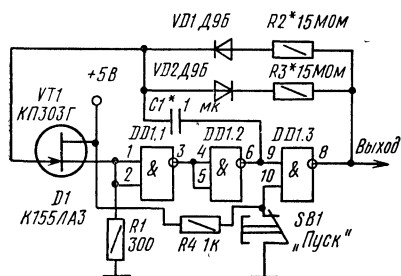 VD1 Д9Б
R2* 15МОм
+5В
VD2 Д9Б
R3* 15МОм
VT1
КП303Г
C1* 1
мк
DD1.1
DD1.2
DD1.3
Выход
1
&
3
4
&
6
9
&
8
2
5
10
D1
К155ЛА3
R1
300
R4 1к
SB1
„Пуск“